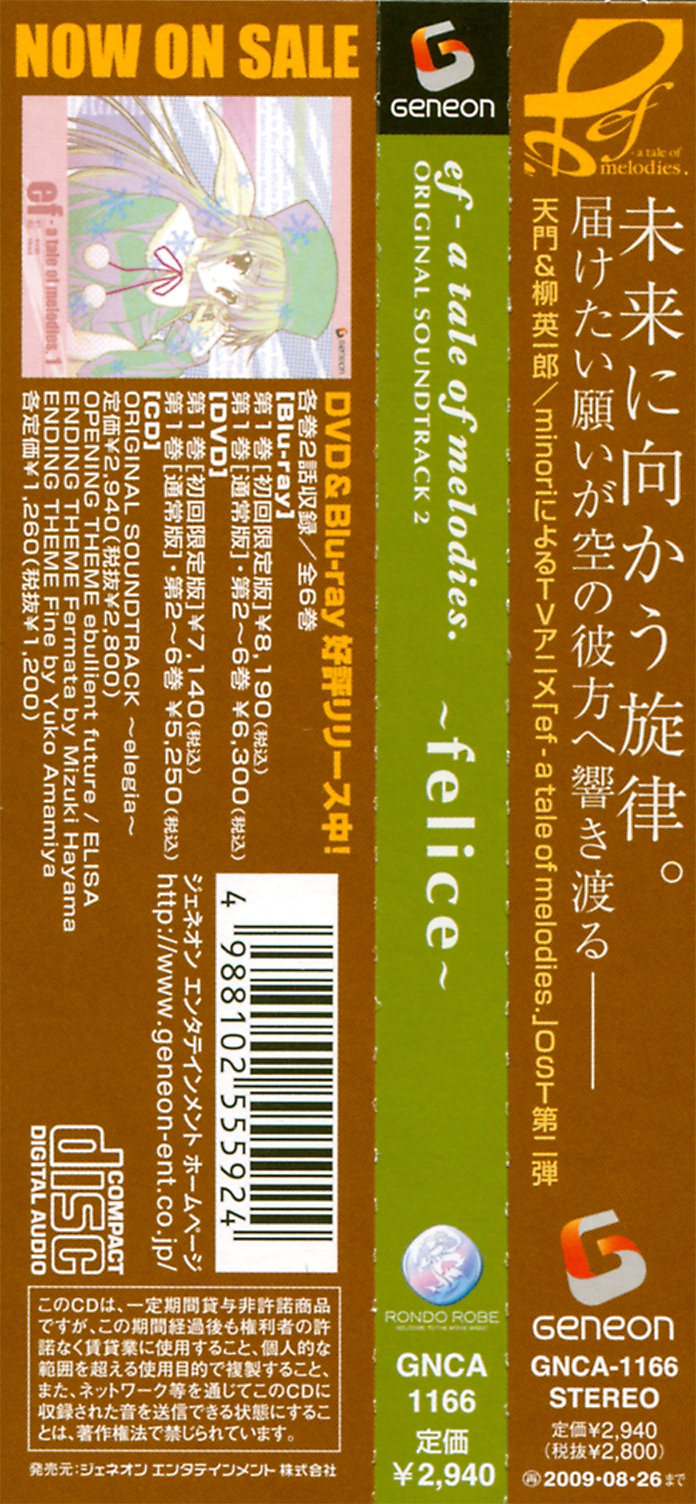 ef
- a tale of
melodies.
未来に向かう旋律。
届けたい願いが空の彼方へ響き渡る――
天門&柳英一郎/minoriによるTVアニメ「ef - a tale of melodies.」OST第二弾
GENEON
GNCA-1166
STEREO
定価¥2,940
(税抜¥2,800)
再2009・08・26まで
GENEON
ef - a tale of melodies.
ORIGINAL SOUNDTRACK 2
~felice~
RONDO ROBE
WELCOME TO THE MOVIE MAGIC
GNCA
1166
定価
¥2,940
NOW ON SALE
ef - a tale of melodies. 1
GENEON
DVD&Blu-ray 好評リリース中!
各巻2話収録/全6巻
【Blu-ray】
第1巻[初回限定版]¥8,190(税込)
第1巻[通常版]・第2~6巻 ¥6,300(税込)
【DVD】
第1巻[初回限定版]¥7,140(税込)
第1巻[通常版]・第2~6巻 ¥5,250(税込)
【CD】
ORIGINAL SOUNDTRACK ~elegia~
定価¥2,940(税抜¥2,800)
OPENING THEME ebullient future / ELISA
ENDING THEME Fermata by Mizuki Hayama
ENDING THEME Fine by Yuko Amamiya
各定価¥1,260(税抜¥1,200)
4 988102 555924
ジェネオン エンタテインメント ホームページ
http://www.geneon-ent.co.jp/
COMPACT
disc
DIGITAL AUDIO
このCDは、一定期間貸与非許諾商品
ですが、この期間経過後も権利者の許
諾なく賃貸業に使用すること、個人的な
範囲を超える使用目的で複製すること、
また、ネットワーク等を通じてこのCDに
収録された音を送信できる状態にするこ
とは、著作権法で禁じられています。
発売元:ジェネオン エンタテインメント 株式会社